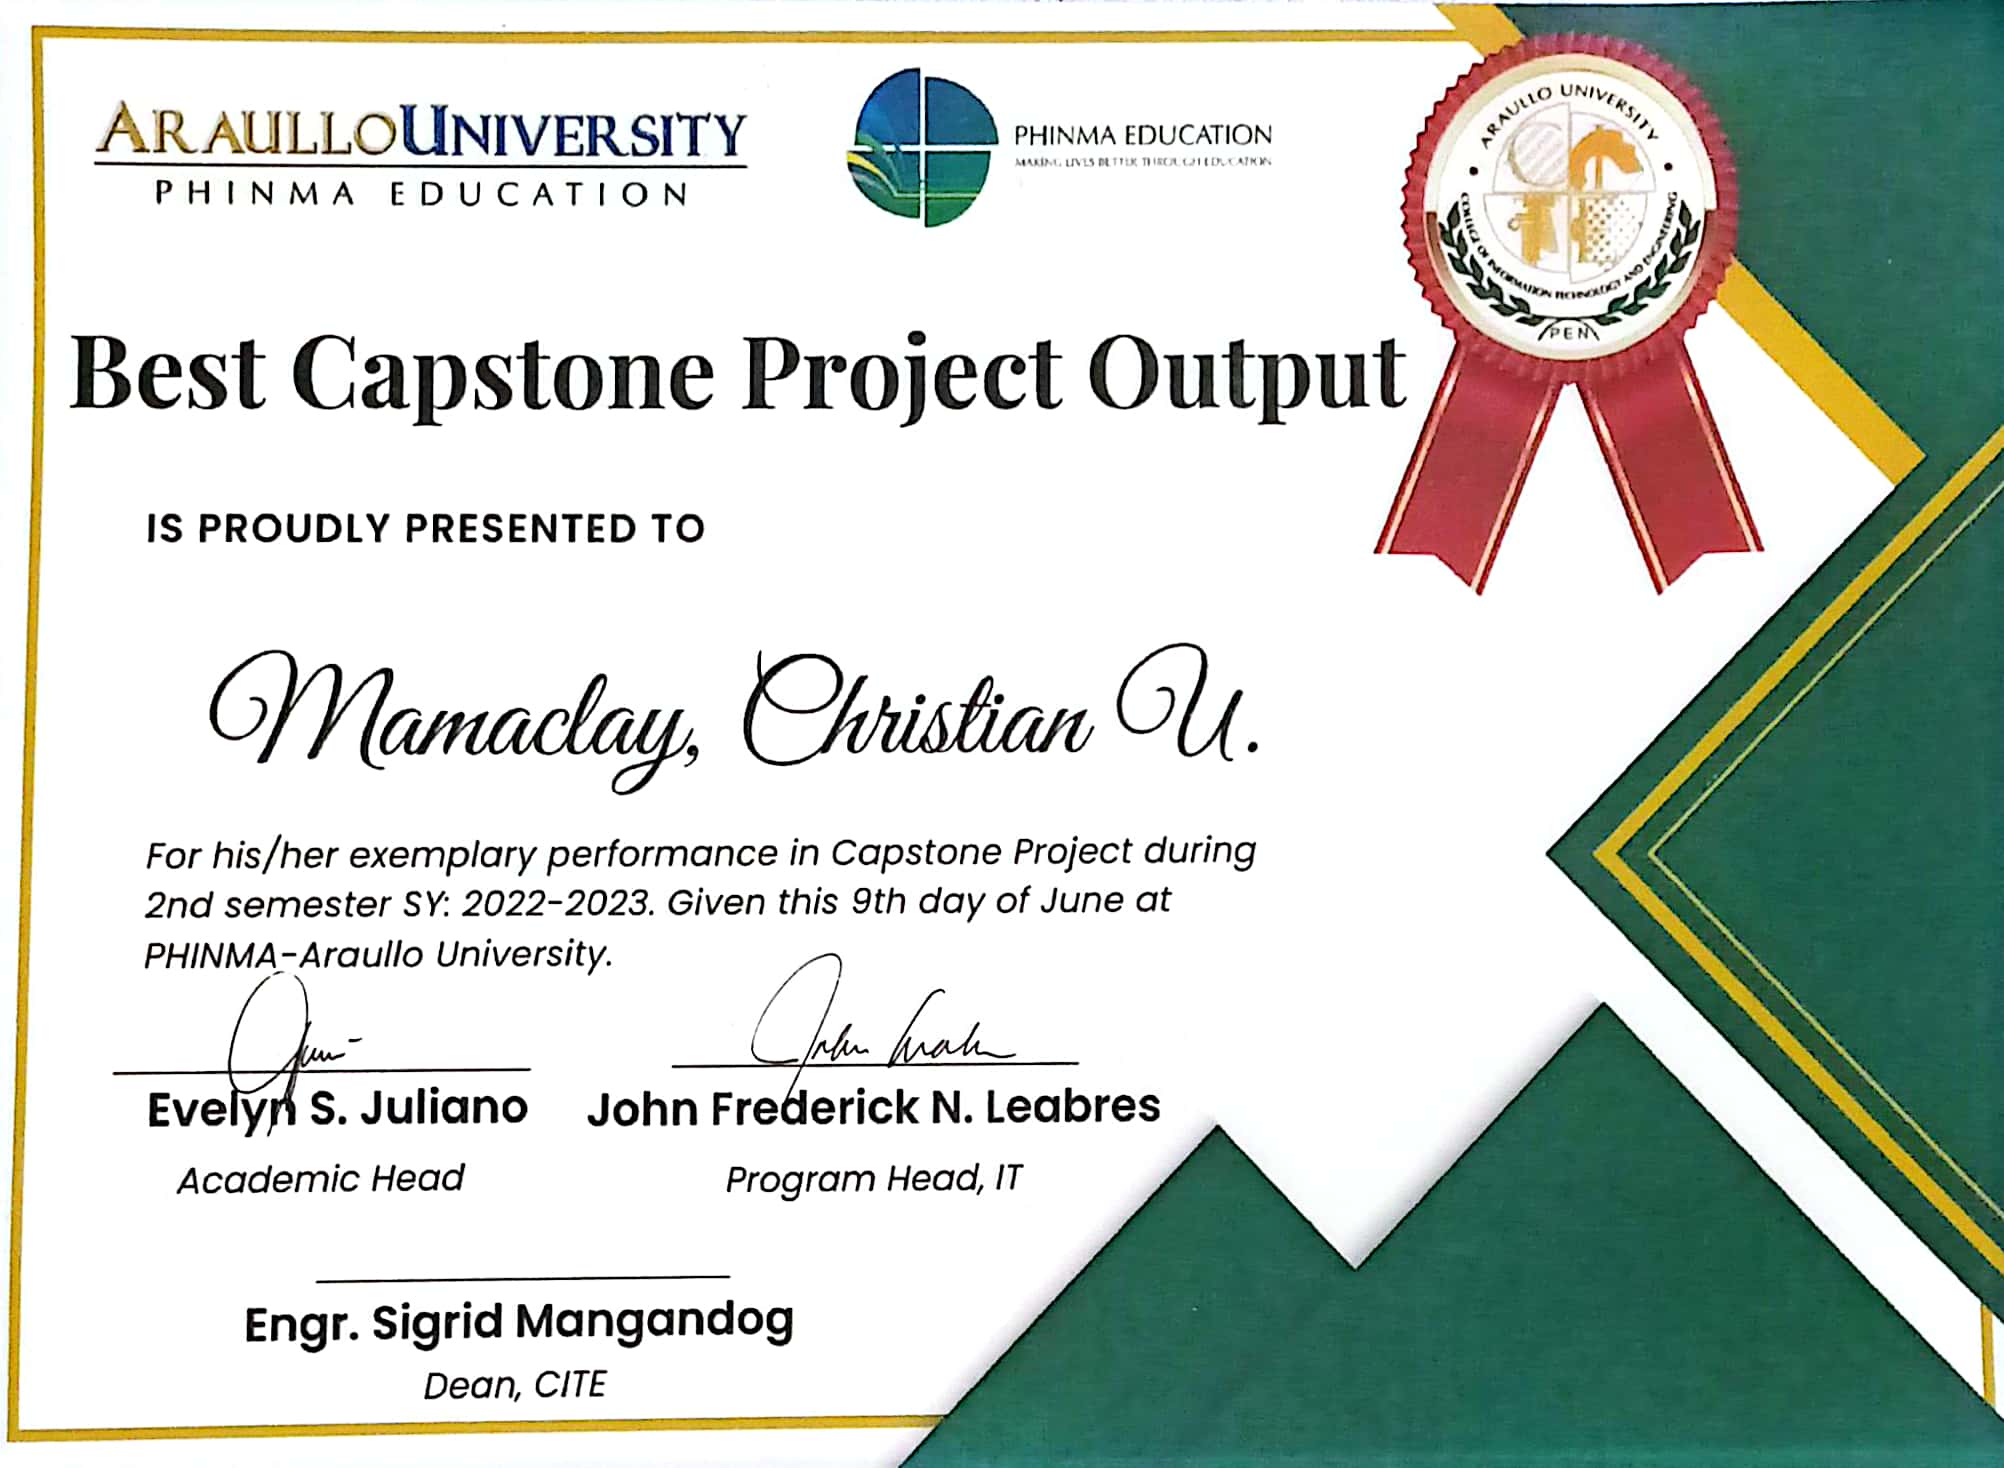 ARAULLO UNIVERSITY
PHINMA EDUCATION
PHINMA EDUCATION
MAKING LIVES BETTER THROUGH EDUCATION
ARAULLO UNIVERSITY
COLLEGE OF INFORMATION TECHNOLOGY AND ENGINEERING
PEN
Best Capstone Project Output
IS PROUDLY PRESENTED TO
Mamaclay, Christian U.
For his/her exemplary performance in Capstone Project during
2nd semester SY: 2022-2023. Given this 9th day of June at
PHINMA-Araullo University.
Evelyn S. Juliano
John Frederick N. Leabres
Academic Head
Program Head, IT
Engr. Sigrid Mangandog
Dean, CITE